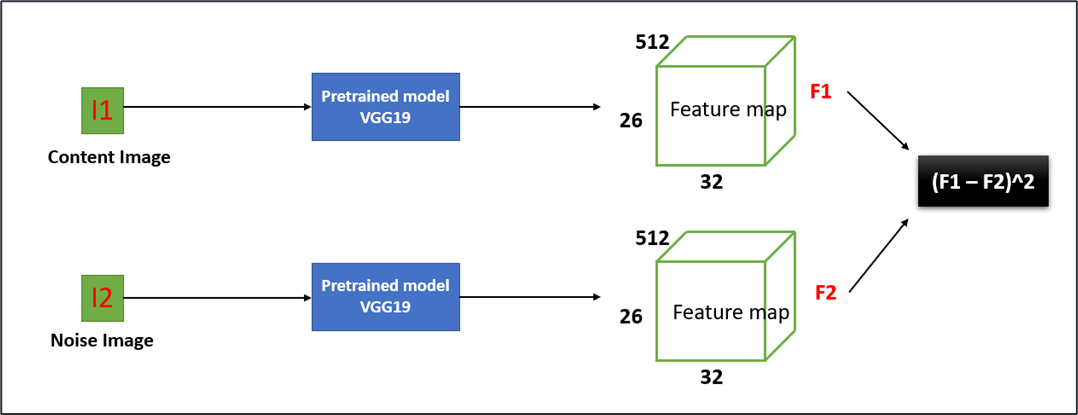 512
I1
Pretrained model
VGG19
26
Feature map
F1
Content Image
32
(F1 – F2)^2
512
I2
Pretrained model
VGG19
26
Feature map
F2
Noise Image
32